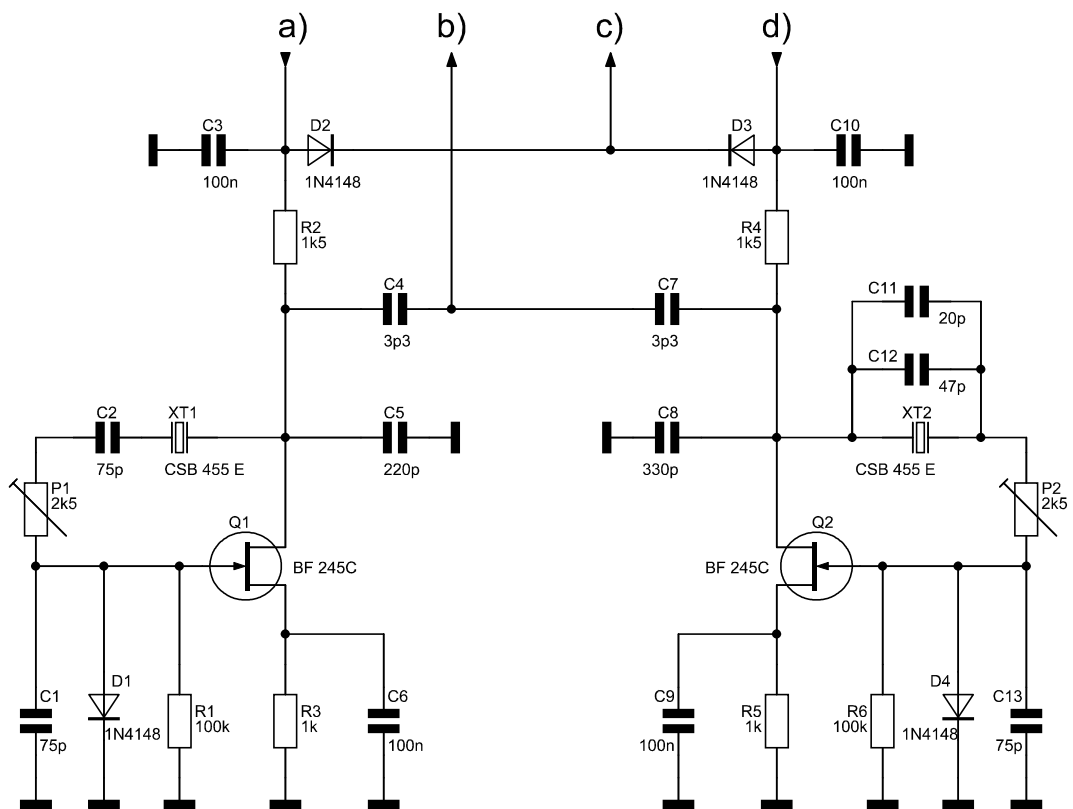 a) b) c) d)
C3 D2 D3 C10
100n 1N4148 1N4148 100n
R2 R4
1k5 1k5
C4 C7 C11
3p3 3p3 20p
C12
47p
C2 XT1 C5 C8 XT2
75p CSB 455 E 220p 330p CSB 455 E
P1 P2
2k5 2k5
Q1 Q2
BF 245C BF 245C
C1 D1 R1 R3 C6 C9 R5 R6 D4 C13
75p 1N4148 100k 1k 100n 100n 1k 100k 1N4148 75p